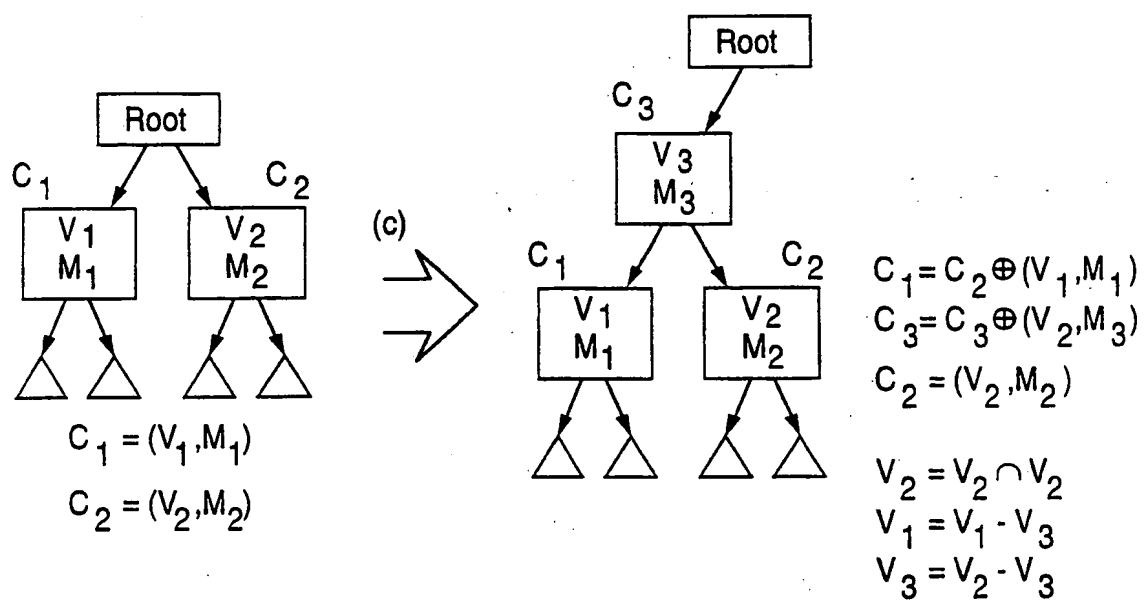 Root
C1
C2
V1
M1
V2
M2
C1 = (V1,M1)
C2 = (V2,M2)
(c)
Root
C3
V3
M3
C1
C2
V1
M1
V2
M2
C1 = C2 ⊕ (V1,M1)
C3 = C3 ⊕ (V2,M3)
C2 = (V2,M2)
V2 = V2 ∩ V2
V1 = V1 - V3
V3 = V2 - V3